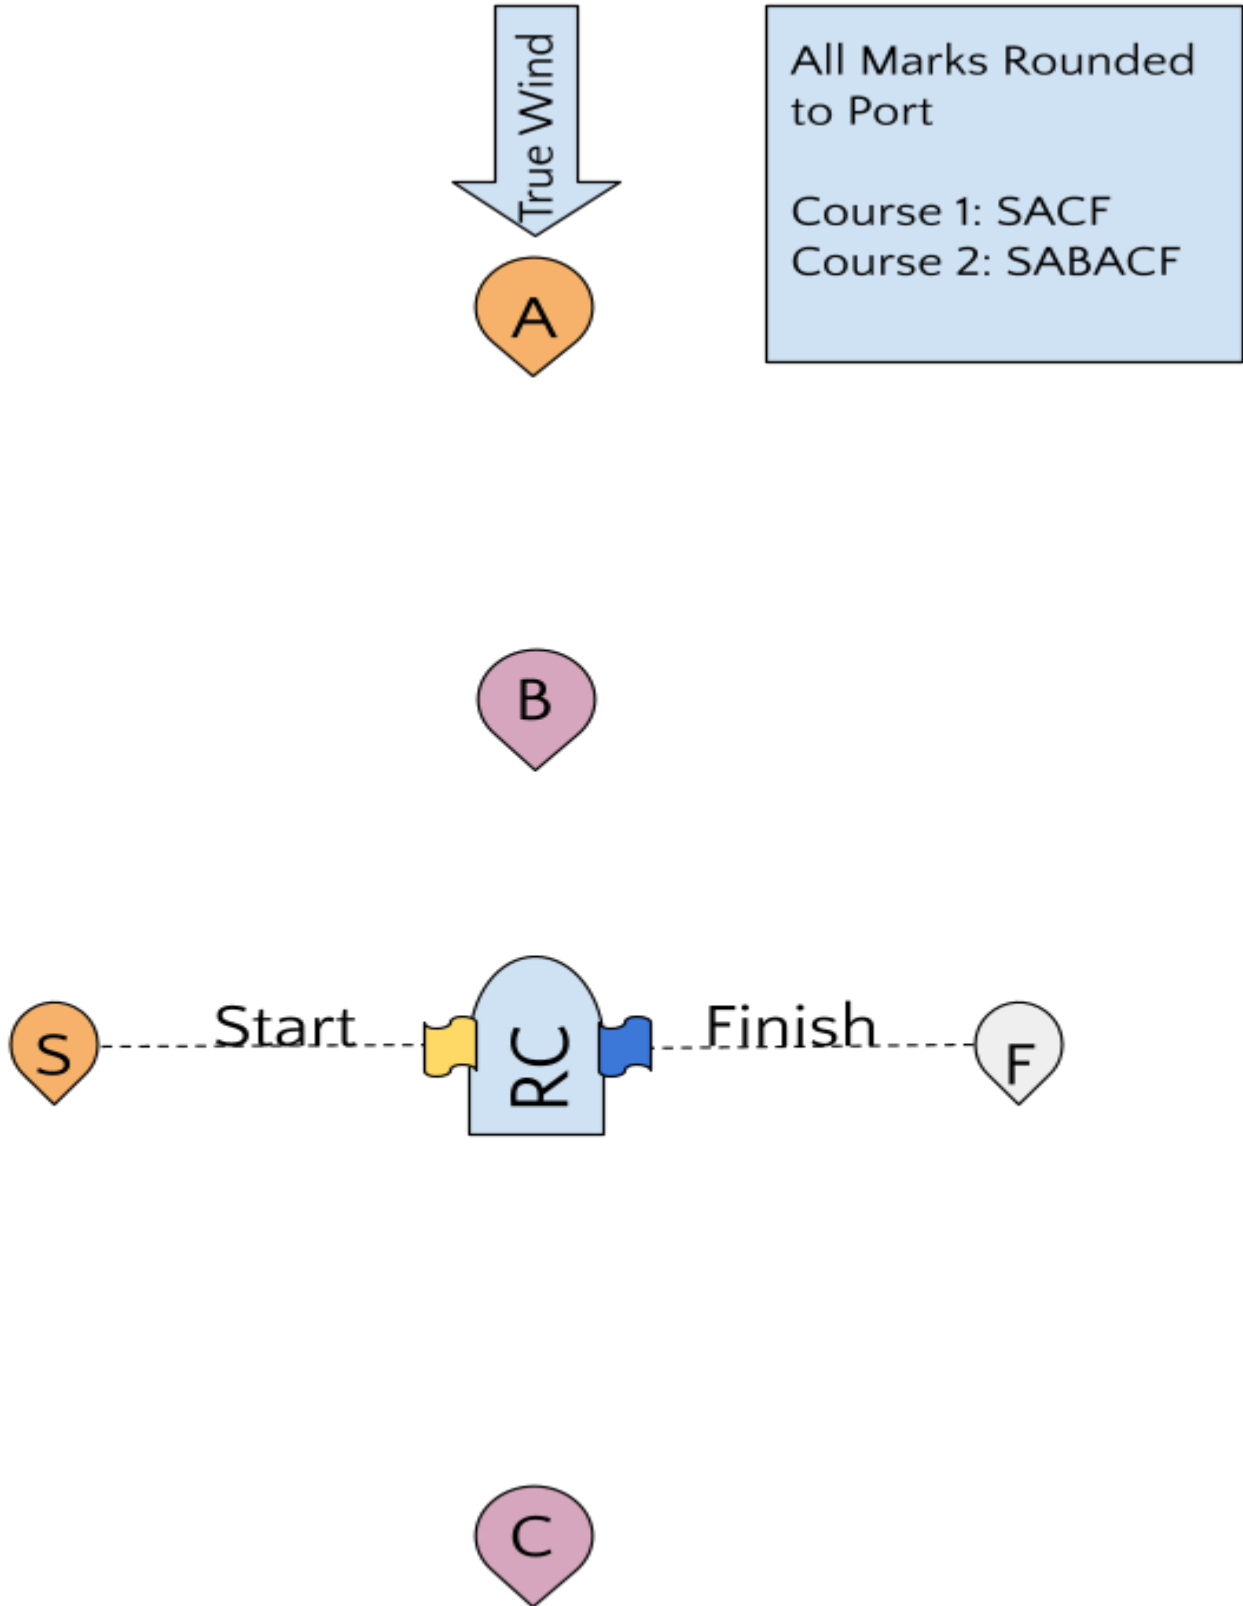 True Wind
All Marks Rounded
to Port
Course 1: SACF
Course 2: SABACF
A
B
S
Start
RC
Finish
F
C